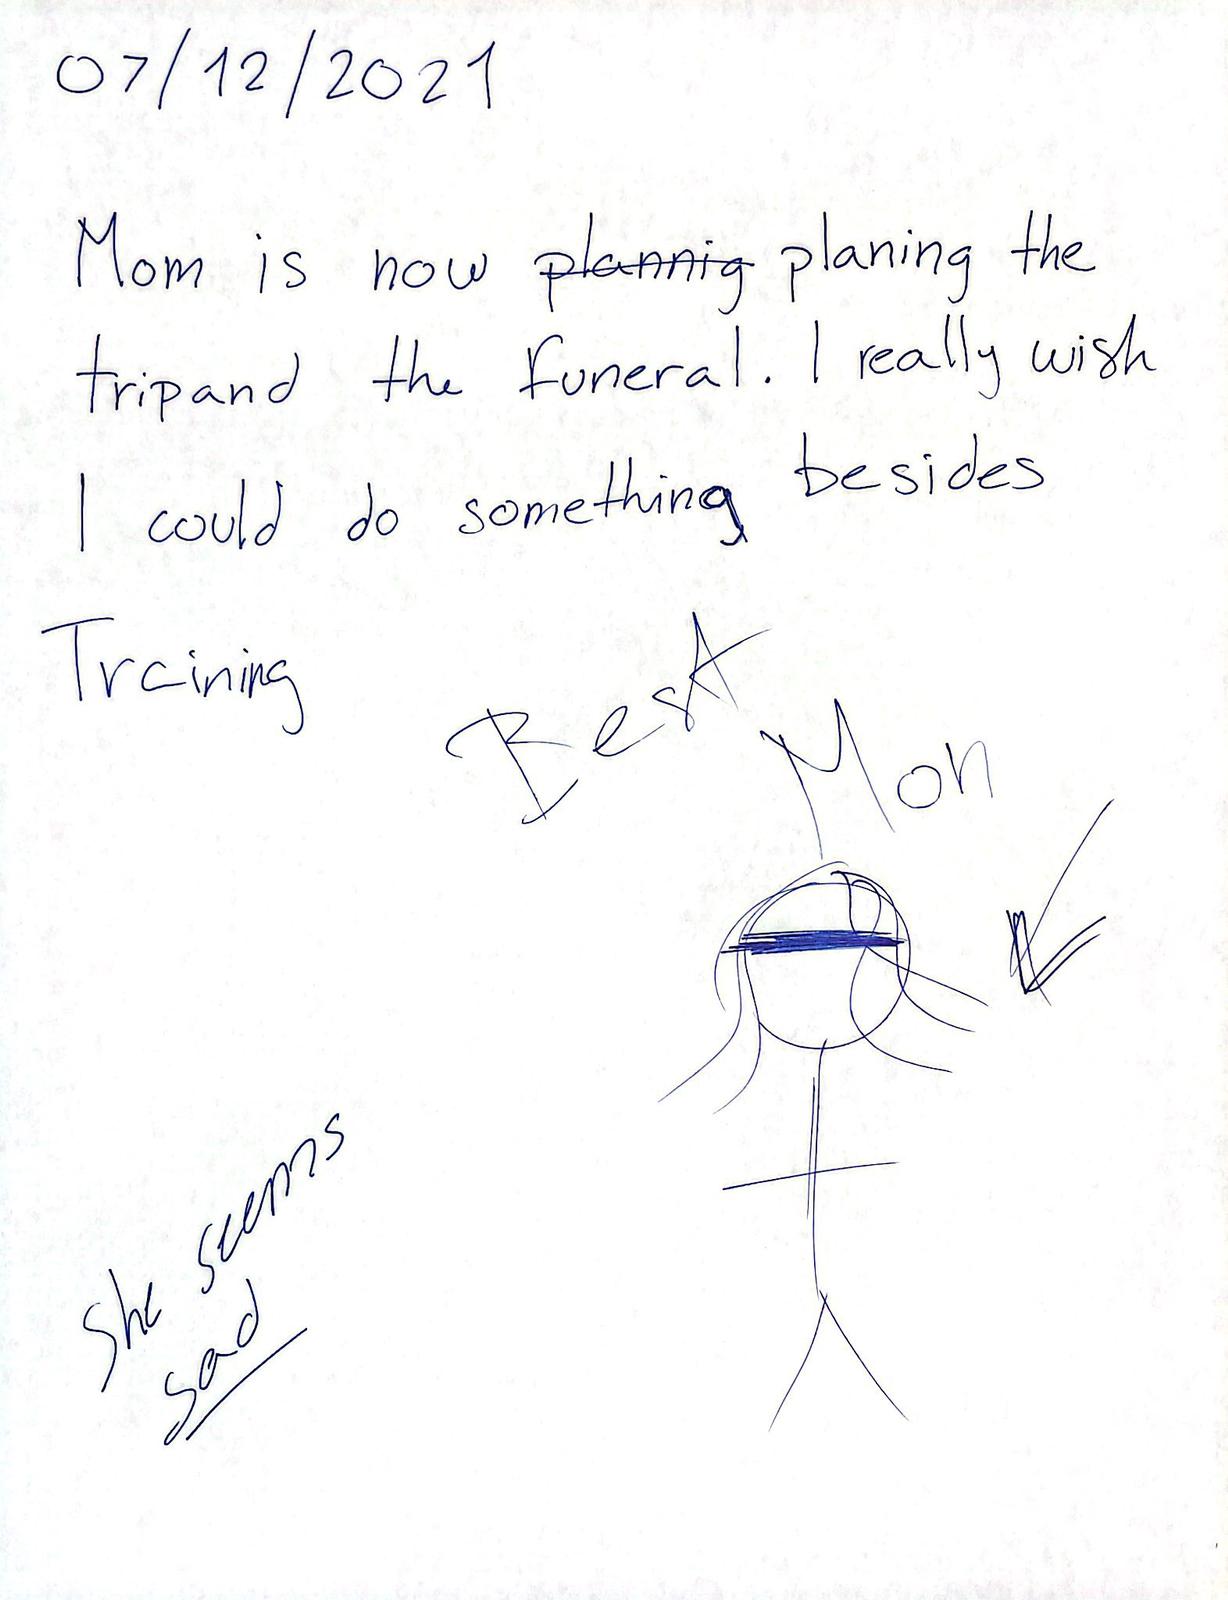 07/12/2021
Mom is now plannig planing the
tripand the funeral. I really wish
I could do something besides
Training
Best
Mon
She seems
sad